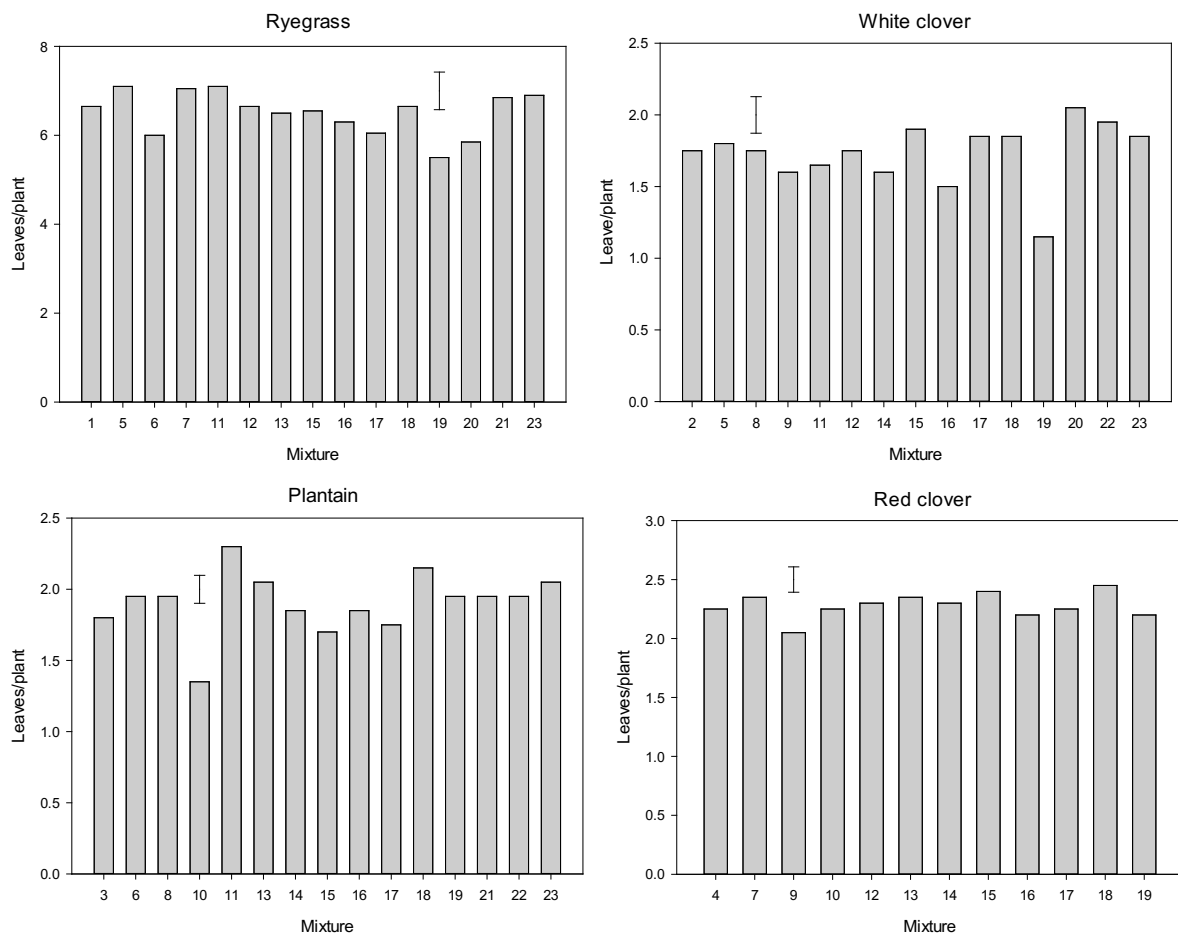 Ryegrass
Leaves/plant
8
6
4
2
0
1 5 6 7 11 12 13 15 16 17 18 19 20 21 23
Mixture
White clover
Leave/plant
2.5
2.0
1.5
1.0
0.5
0.0
2 5 8 9 11 12 14 15 16 17 18 19 20 22 23
Mixture
Plantain
Leaves/plant
2.5
2.0
1.5
1.0
0.5
0.0
3 6 8 10 11 13 14 15 16 17 18 19 21 22 23
Mixture
Red clover
Leaves/plant
3.0
2.5
2.0
1.5
1.0
0.5
0.0
4 7 9 10 12 13 14 15 16 17 18 19
Mixture